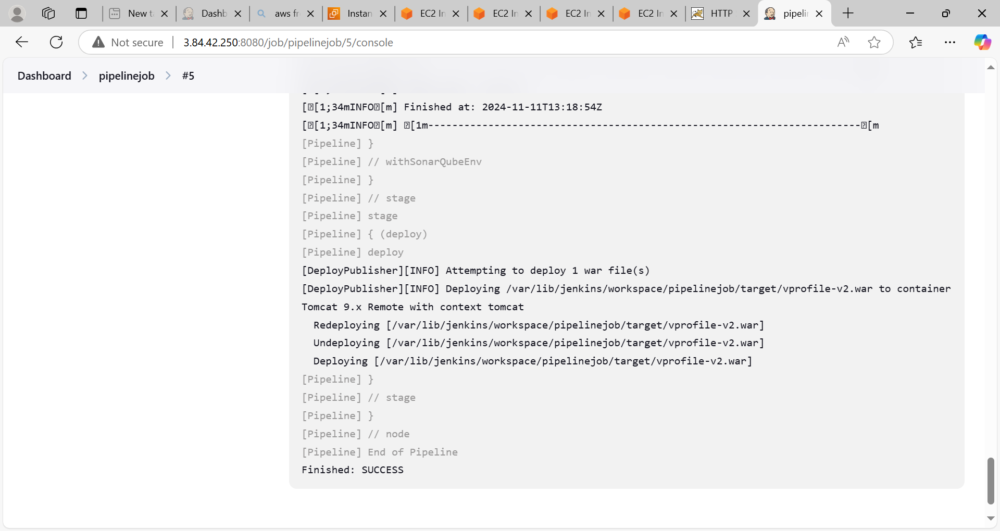 New t
Dashb
aws fr
Instan
EC2 In
EC2 In
EC2 In
EC2 In
HTTP
pipelin
Not secure
3.84.42.250:8080/job/pipelinejob/5/console
Dashboard
pipelinejob
#5
[[1;34mINFO[m] Finished at: 2024-11-11T13:18:54Z
[[1;34mINFO[m] [1m------------------------------------------------------------------------[m
[Pipeline] }
[Pipeline] // withSonarQubeEnv
[Pipeline] }
[Pipeline] // stage
[Pipeline] stage
[Pipeline] { (deploy)
[Pipeline] deploy
[DeployPublisher][INFO] Attempting to deploy 1 war file(s)
[DeployPublisher][INFO] Deploying /var/lib/jenkins/workspace/pipelinejob/target/vprofile-v2.war to container
Tomcat 9.x Remote with context tomcat
Redeploying [/var/lib/jenkins/workspace/pipelinejob/target/vprofile-v2.war]
Undeploying [/var/lib/jenkins/workspace/pipelinejob/target/vprofile-v2.war]
Deploying [/var/lib/jenkins/workspace/pipelinejob/target/vprofile-v2.war]
[Pipeline] }
[Pipeline] // stage
[Pipeline] }
[Pipeline] // node
[Pipeline] End of Pipeline
Finished: SUCCESS